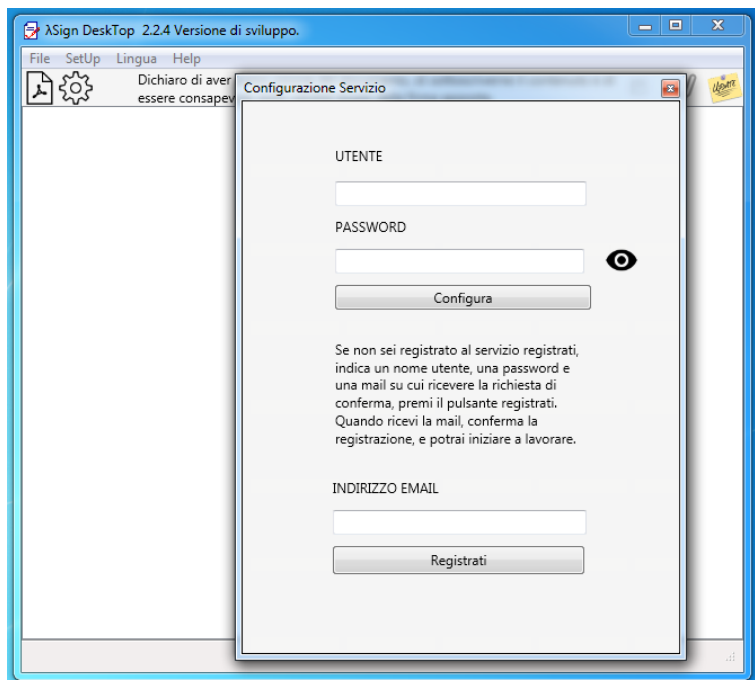 λSign DeskTop 2.2.4 Versione di sviluppo.
File SetUp Lingua Help
Dichiaro di aver
essere consapev
Update
Configurazione Servizio
UTENTE
PASSWORD
Configura
Se non sei registrato al servizio registrati,
indica un nome utente, una password e
una mail su cui ricevere la richiesta di
conferma, premi il pulsante registrati.
Quando ricevi la mail, conferma la
registrazione, e potrai iniziare a lavorare.
INDIRIZZO EMAIL
Registrati